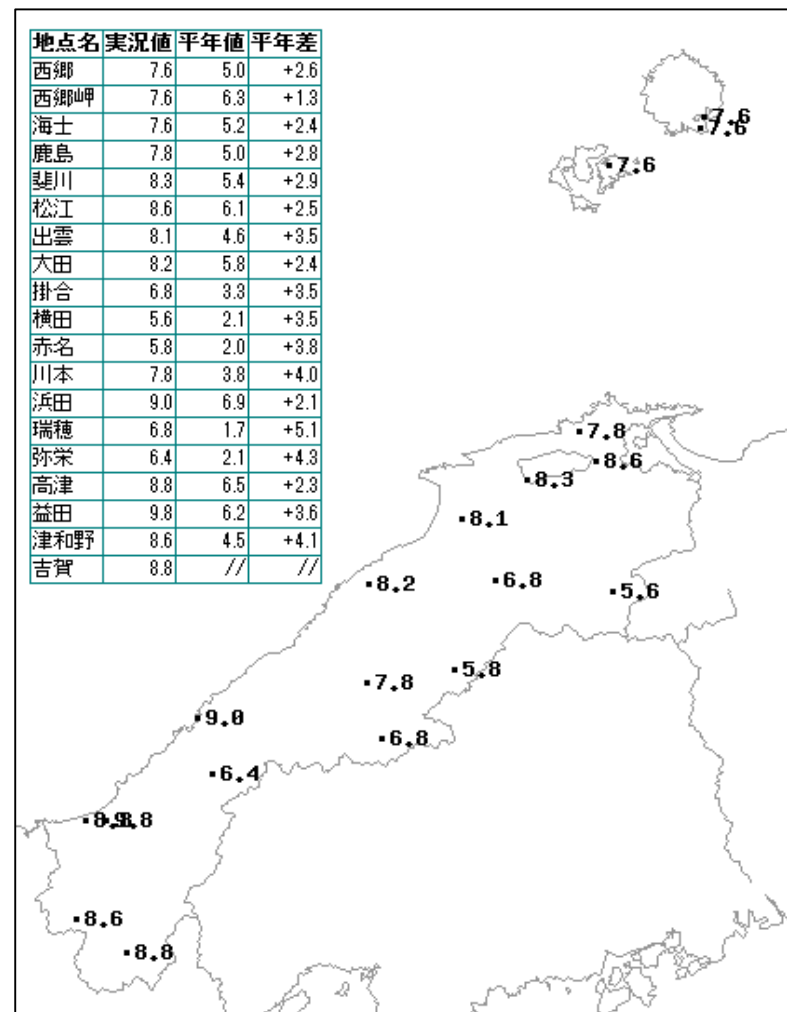 地点名 実況値 平年値 平年差
西郷 7.6 5.0 +2.6
西郷岬 7.6 6.3 +1.3
海士 7.6 5.2 +2.4
鹿島 7.8 5.0 +2.8
斐川 8.3 5.4 +2.9
松江 8.6 6.1 +2.5
出雲 8.1 4.6 +3.5
大田 8.2 5.8 +2.4
掛合 6.8 3.3 +3.5
横田 5.6 2.1 +3.5
赤名 5.8 2.0 +3.8
川本 7.8 3.8 +4.0
浜田 9.0 6.9 +2.1
瑞穂 6.8 1.7 +5.1
弥栄 6.4 2.1 +4.3
高津 8.8 6.5 +2.3
益田 9.8 6.2 +3.6
津和野 8.6 4.5 +4.1
吉賀 8.8 // //
7.6
7.6
7.6
7.8
8.6
8.3
8.1
8.2
6.8
5.6
5.8
7.8
9.0
6.8
6.4
8.6
8.8